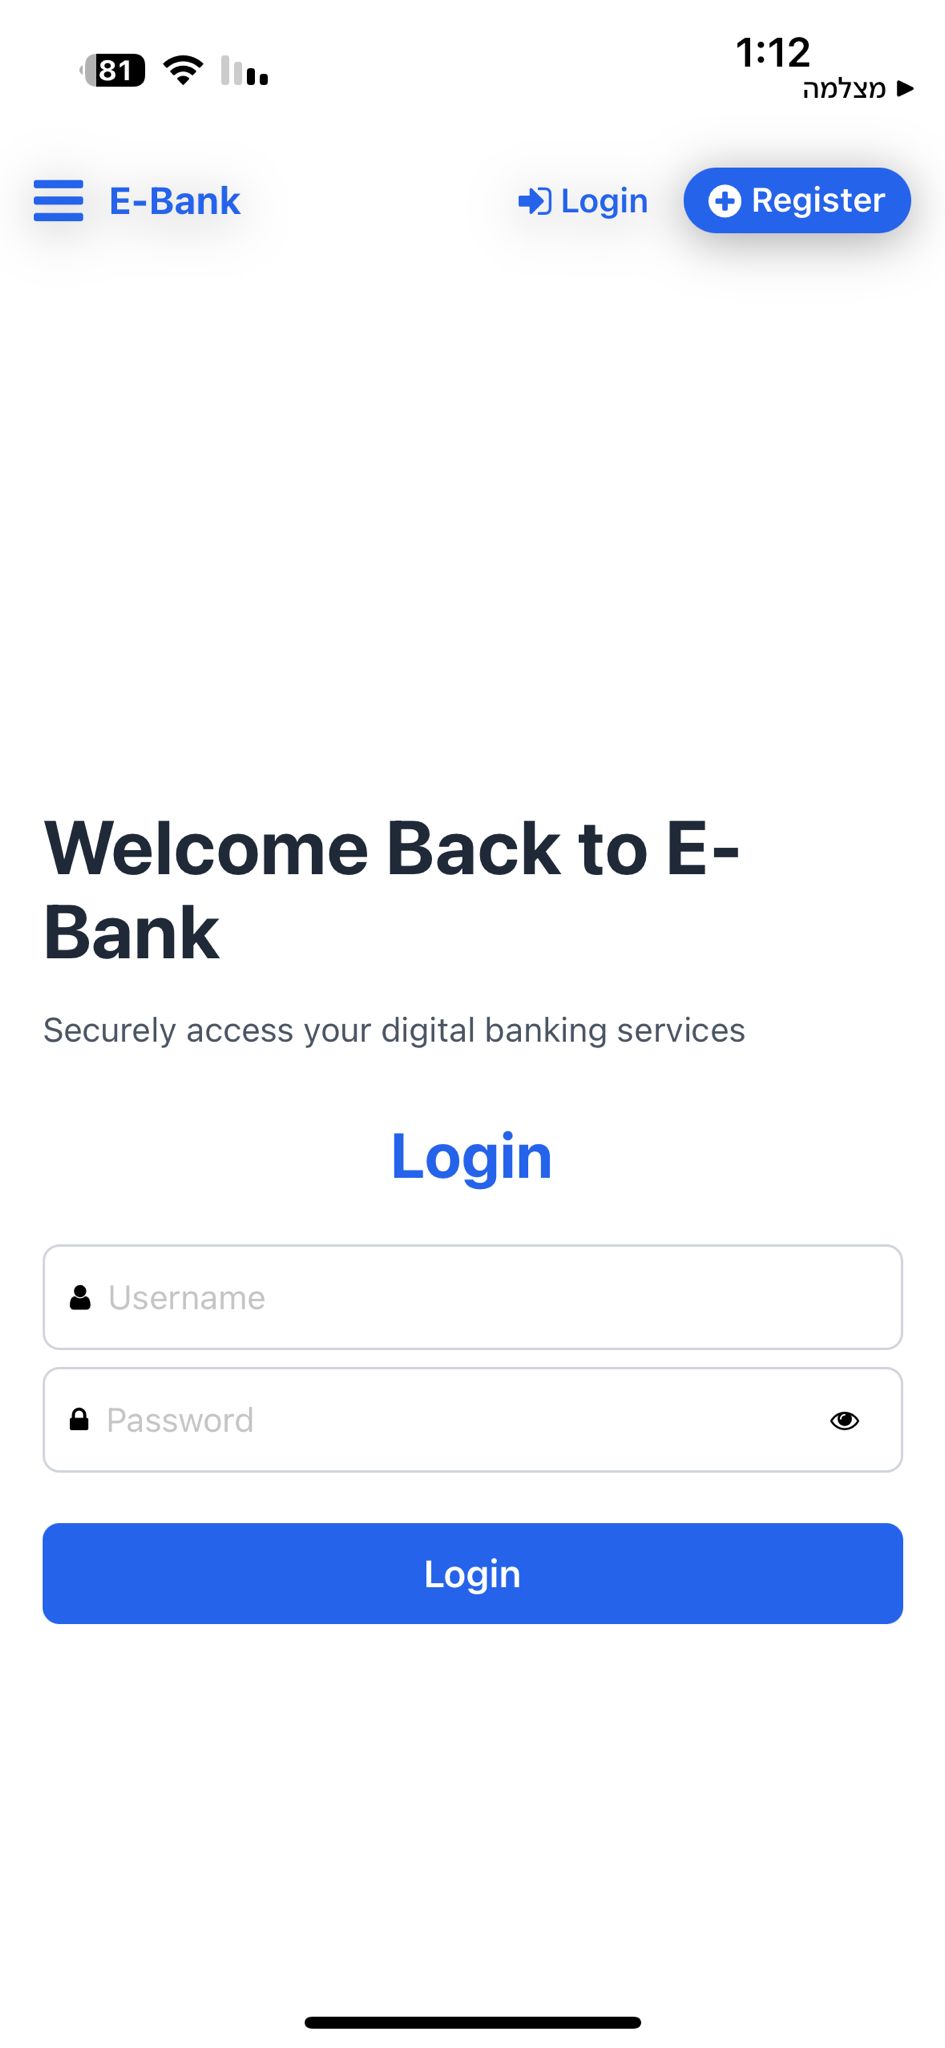 81
1:12
מצלמה
E-Bank
Login
Register
Welcome Back to E-
Bank
Securely access your digital banking services
Login
Username
Password
Login